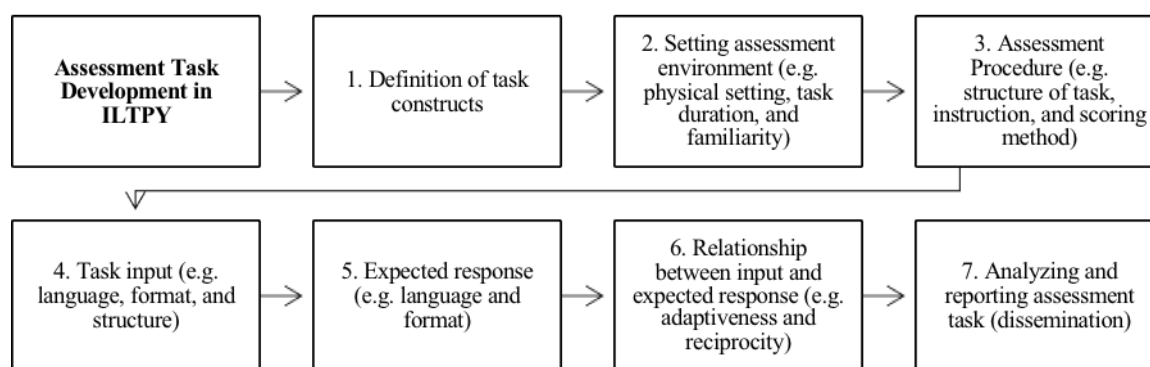 Assessment Task
Development in
ILTPY
1. Definition of task
constructs
2. Setting assessment
environment (e.g.
physical setting, task
duration, and
familiarity)
3. Assessment
Procedure (e.g.
structure of task,
instruction, and scoring
method)
4. Task input (e.g.
language, format, and
structure)
5. Expected response
(e.g. language and
format)
6. Relationship
between input and
expected response (e.g.
adaptiveness and
reciprocity)
7. Analyzing and
reporting assessment
task (dissemination)